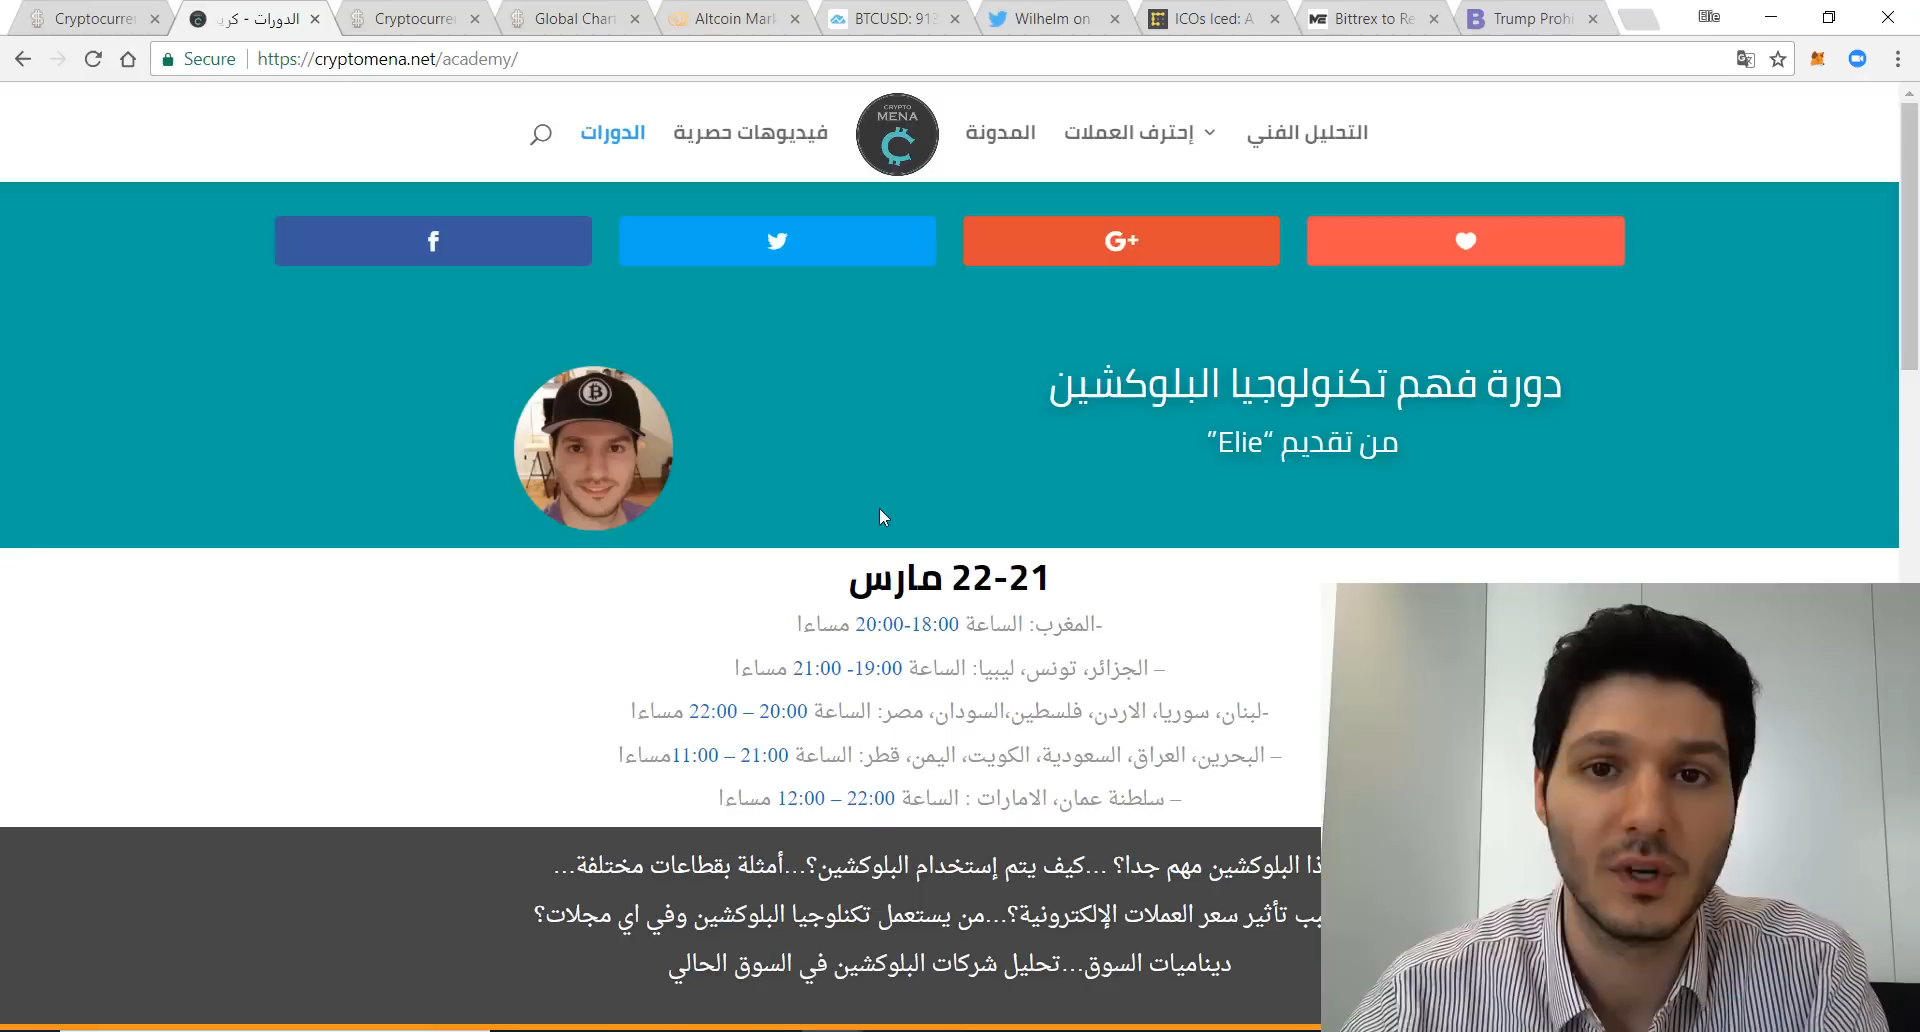 Cryptocurre
الدورات - كري
Cryptocurre
Global Chart
Altcoin Mark
BTCUSD: 913
Wilhelm on
ICOs Iced: A
Bittrex to Re
Trump Prohi
Elie
Secure
https://cryptomena.net/academy/
التحليل الفني
إحترف العملات
المدونة
CRYPTO
MENA
فيديوهات حصرية
الدورات
f
G+
دورة فهم تكنولوجيا البلوكشين
من تقديم “Elie”
22-21 مارس
-المغرب: الساعة 18:00-20:00 مساءا
– الجزائر، تونس، ليبيا: الساعة 19:00- 21:00 مساءا
-لبنان، سوريا، الاردن، فلسطين،السودان، مصر: الساعة 20:00 – 22:00 مساءا
– البحرين، العراق، السعودية، الكويت، اليمن، قطر: الساعة 21:00 – 11:00مساءا
– سلطنة عمان، الامارات : الساعة 22:00 – 12:00 مساءا
البلوكشين مهم جدا؟ ...كيف يتم إستخدام البلوكشين؟...أمثلة بقطاعات مختلفة...
تأثير سعر العملات الإلكترونية؟...من يستعمل تكنلوجيا البلوكشين وفي اي مجلات؟
ديناميات السوق...تحليل شركات البلوكشين في السوق الحالي